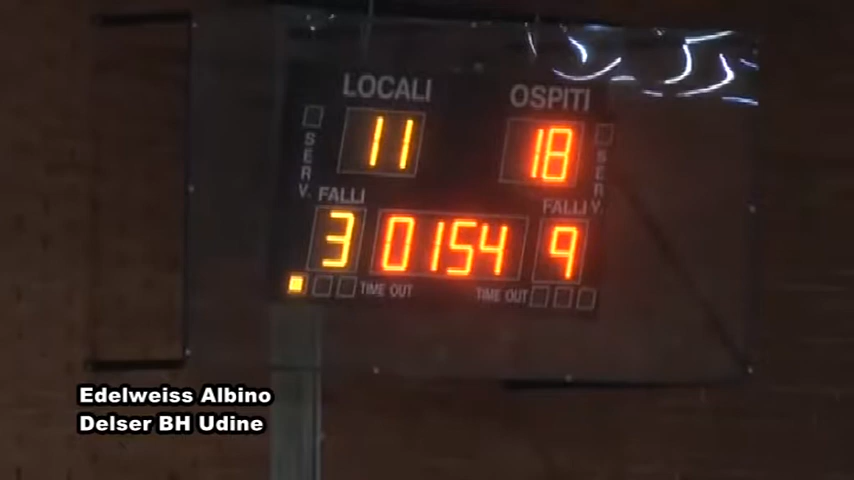 LOCALI OSPITI
11 18
SERV. SERV.
FALLI FALLI
3 0154 9
TIME OUT TIME OUT
Edelweiss Albino
Delser BH Udine